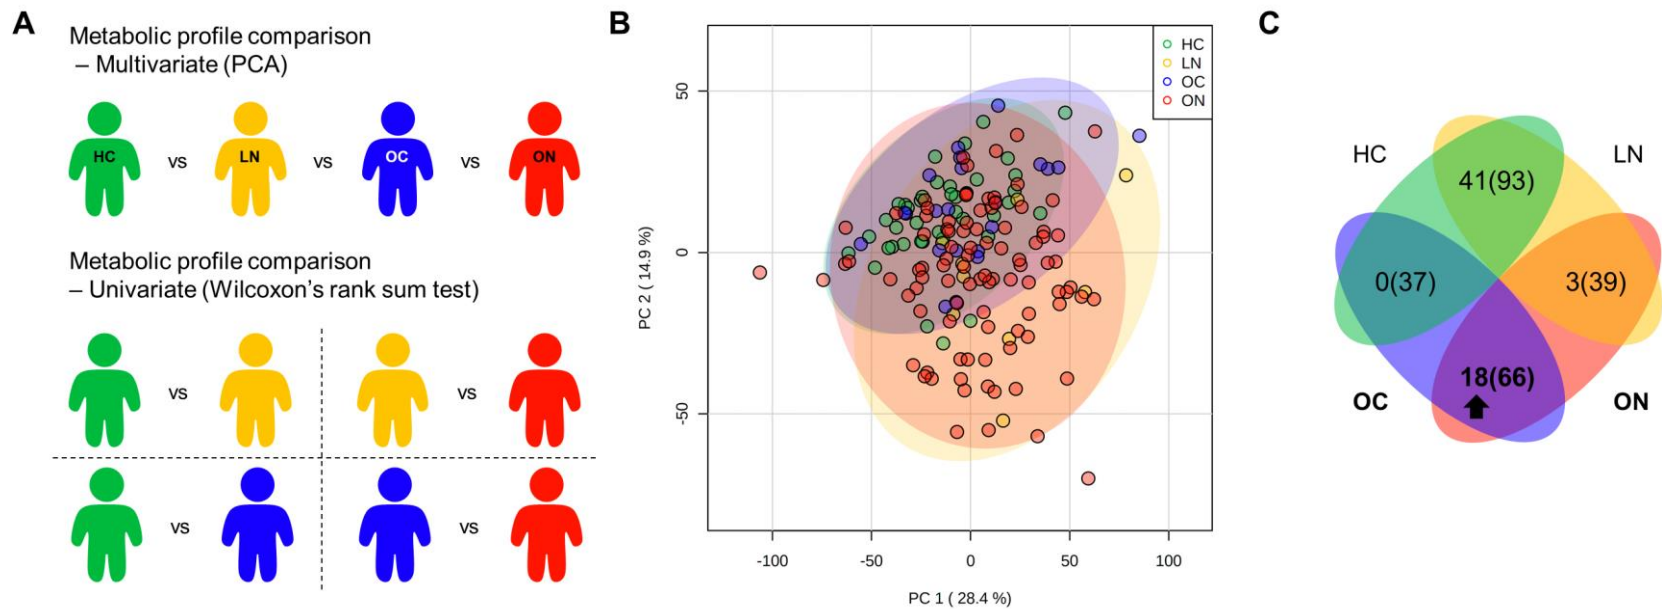 A
Metabolic profile comparison
– Multivariate (PCA)
HC vs LN vs OC vs ON
Metabolic profile comparison
– Univariate (Wilcoxon's rank sum test)
vs vs
vs vs
B
HC
LN
OC
ON
50
0
-50
PC 2 ( 14.9 %)
-100 -50 0 50 100
PC 1 ( 28.4 %)
C
HC LN
41(93)
0(37) 3(39)
18(66)
OC ON